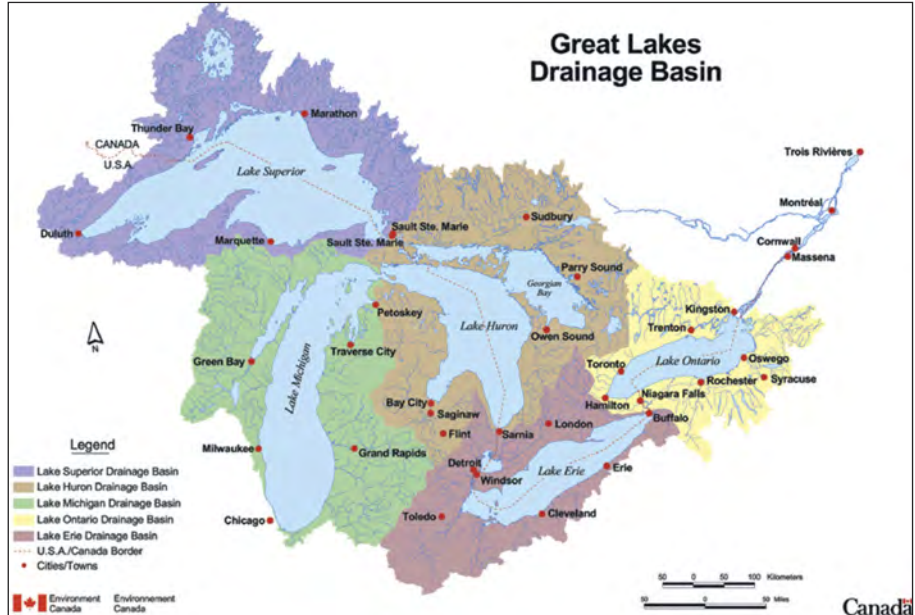 Great Lakes
Drainage Basin
Marathon
Thunder Bay
CANADA
U.S.A.
Lake Superior
Trois Rivières
Montréal
Duluth
Marquette
Sault Ste. Marie
Sault Ste. Marie
Sudbury
Cornwall
Massena
Parry Sound
Georgian
Bay
Kingston
Petoskey
Lake Huron
Owen Sound
Trenton
N
Green Bay
Traverse City
Lake Michigan
Toronto
Lake Ontario
Oswego
Rochester
Syracuse
Bay City
Saginaw
Hamilton
Niagara Falls
Buffalo
Flint
Sarnia
London
Milwaukee
Grand Rapids
Detroit
Windsor
Lake Erie
Erie
Chicago
Toledo
Cleveland
Legend
Lake Superior Drainage Basin
Lake Huron Drainage Basin
Lake Michigan Drainage Basin
Lake Ontario Drainage Basin
Lake Erie Drainage Basin
U.S.A./Canada Border
Cities/Towns
50 0 50 100 Kilometers
50 0 50 Miles
Environment Environnement
Canada Canada
Canada